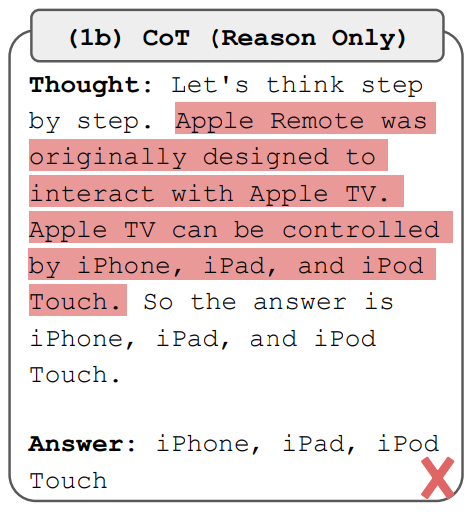 (1b) CoT (Reason Only)
Thought: Let's think step
by step. Apple Remote was
originally designed to
interact with Apple TV.
Apple TV can be controlled
by iPhone, iPad, and iPod
Touch. So the answer is
iPhone, iPad, and iPod
Touch.
Answer: iPhone, iPad, iPod
Touch